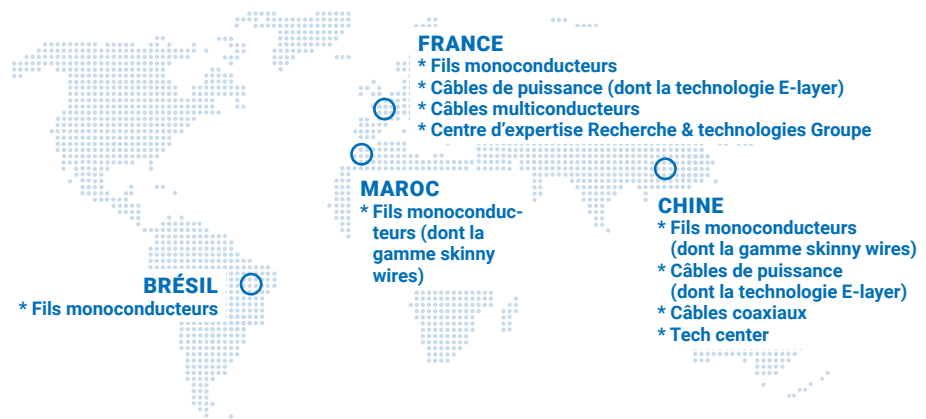 FRANCE
* Fils monoconducteurs
* Câbles de puissance (dont la technologie E-layer)
* Câbles multiconducteurs
* Centre d’expertise Recherche & technologies Groupe
MAROC
* Fils monoconduc-
teurs (dont la
gamme skinny
wires)
CHINE
* Fils monoconducteurs
(dont la gamme skinny wires)
* Câbles de puissance
(dont la technologie E-layer)
* Câbles coaxiaux
* Tech center
BRÉSIL
* Fils monoconducteurs